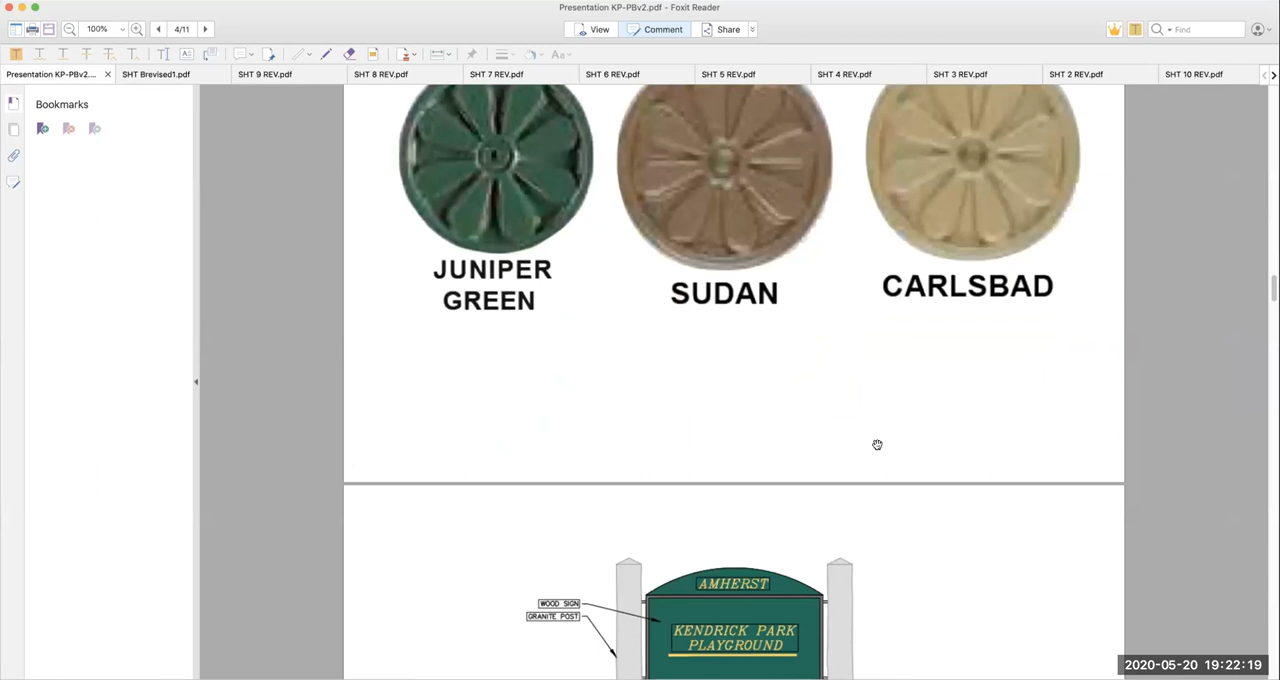 Presentation KP-PBv2.pdf - Foxit Reader
100%
4/11
View
Comment
Share
Find
Presentation KP-PBv2....
SHT Brevised1.pdf
SHT 9 REV.pdf
SHT 8 REV.pdf
SHT 7 REV.pdf
SHT 6 REV.pdf
SHT 5 REV.pdf
SHT 4 REV.pdf
SHT 3 REV.pdf
SHT 2 REV.pdf
SHT 10 REV.pdf
Bookmarks
JUNIPER
GREEN
SUDAN
CARLSBAD
AMHERST
WOOD SIGN
GRANITE POST
KENDRICK PARK
PLAYGROUND
2020-05-20 19:22:19